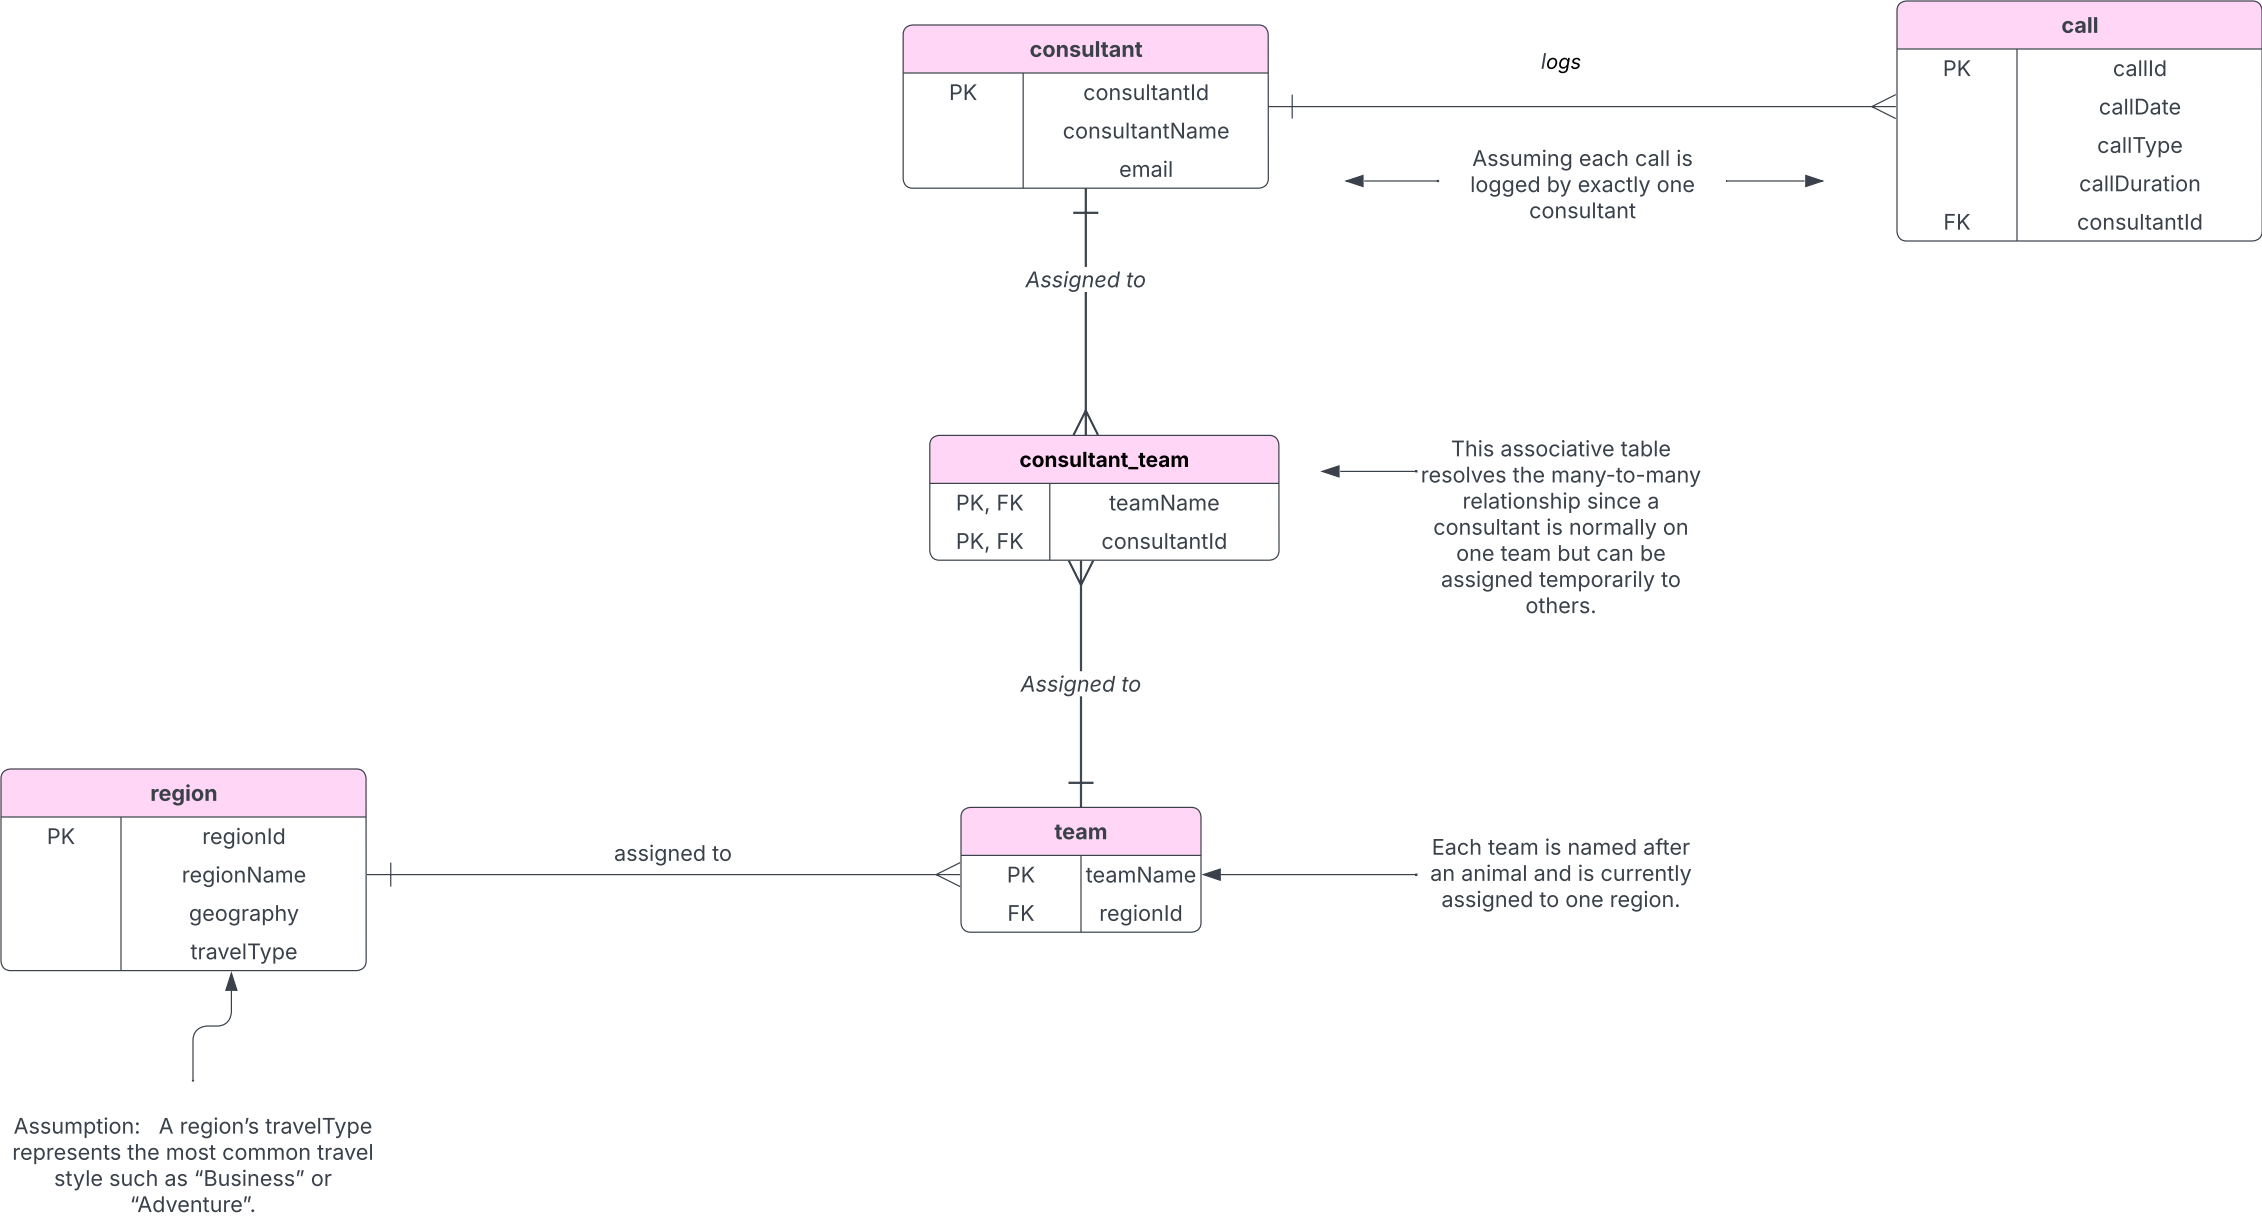 consultant
PK consultantId
consultantName
email
logs
call
PK callId
callDate
callType
callDuration
FK consultantId
Assuming each call is
logged by exactly one
consultant
Assigned to
consultant_team
PK, FK teamName
PK, FK consultantId
This associative table
resolves the many-to-many
relationship since a
consultant is normally on
one team but can be
assigned temporarily to
others.
Assigned to
region
PK regionId
regionName
geography
travelType
assigned to
team
PK teamName
FK regionId
Each team is named after
an animal and is currently
assigned to one region.
Assumption:   A region’s travelType
represents the most common travel
style such as “Business” or
“Adventure”.